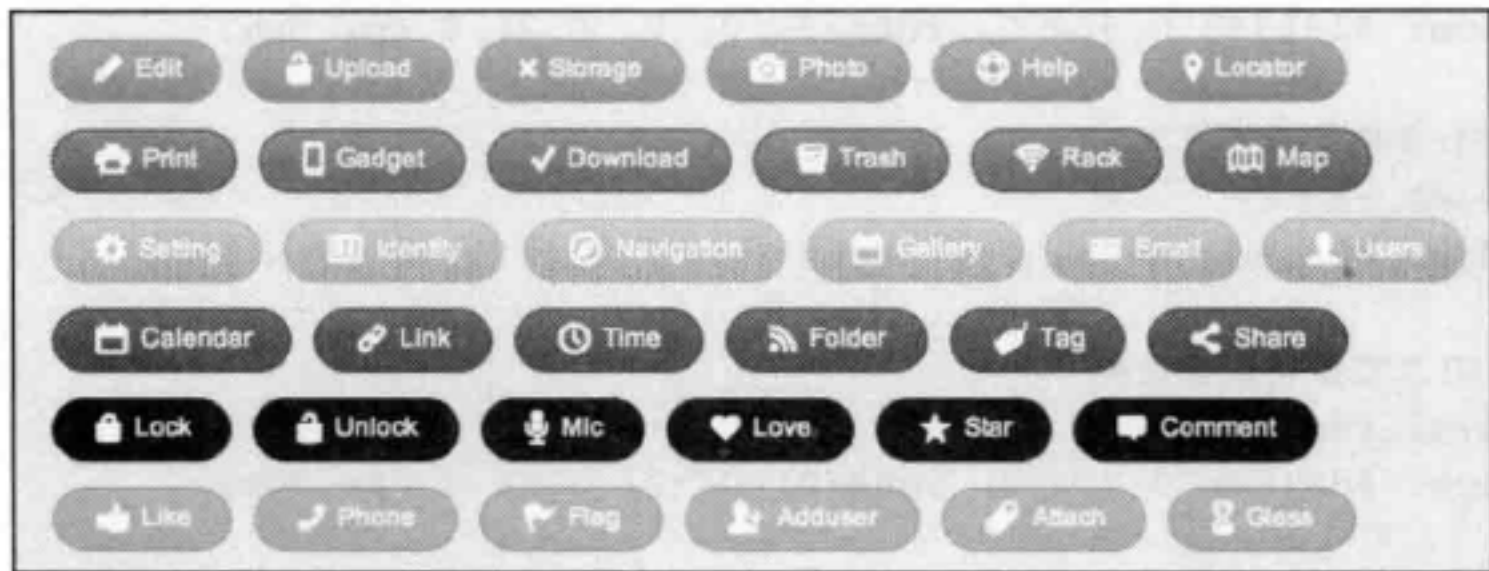 Edit Upload Storage Photo Help Locator
Print Gadget Download Trash Rack Map
Setting Identity Navigation Gallery Email Users
Calendar Link Time Folder Tag Share
Lock Unlock Mic Love Star Comment
Like Phone Flag Adduser Attach Glass